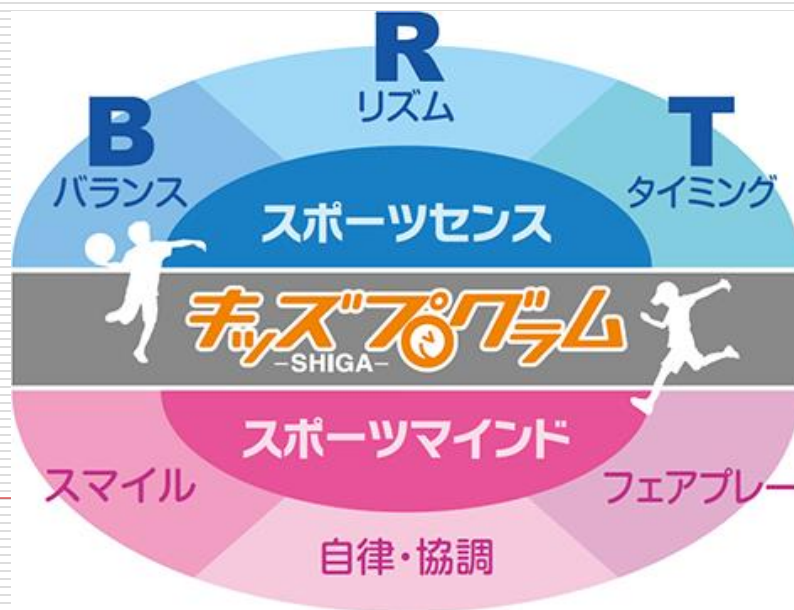 R
リズム
B
バランス
T
タイミング
スポーツセンス
キッズプログラム
-SHIGA-
スポーツマインド
スマイル
フェアプレー
自律・協調